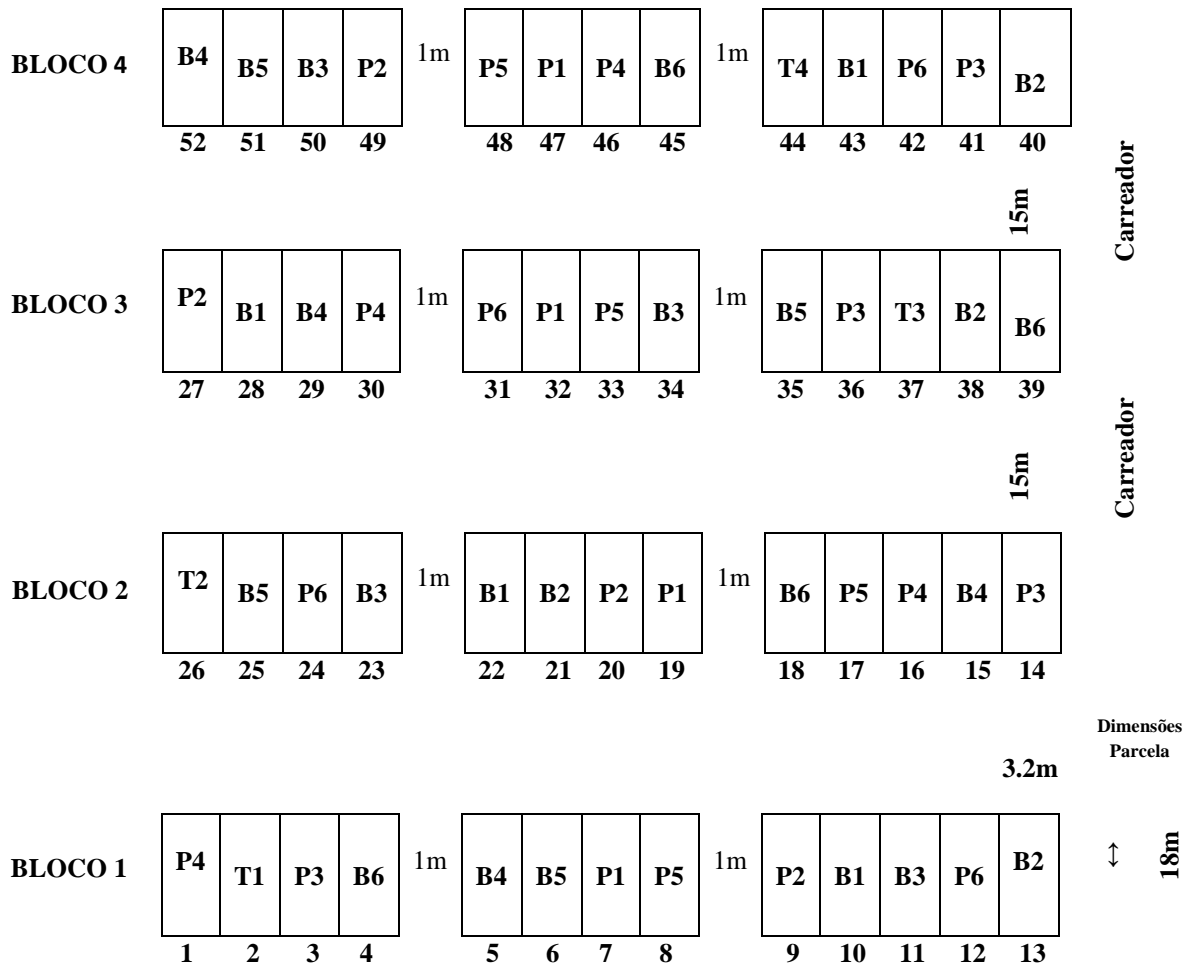 BLOCO 4 B4 B5 B3 P2 1m P5 P1 P4 B6 1m T4 B1 P6 P3 B2
52 51 50 49 48 47 46 45 44 43 42 41 40
Carreador
15m
BLOCO 3 P2 B1 B4 P4 1m P6 P1 P5 B3 1m B5 P3 T3 B2 B6
27 28 29 30 31 32 33 34 35 36 37 38 39
Carreador
15m
BLOCO 2 T2 B5 P6 B3 1m B1 B2 P2 P1 1m B6 P5 P4 B4 P3
26 25 24 23 22 21 20 19 18 17 16 15 14
Dimensões
Parcela
3.2m
BLOCO 1 P4 T1 P3 B6 1m B4 B5 P1 P5 1m P2 B1 B3 P6 B2 ↔ 18m
1 2 3 4 5 6 7 8 9 10 11 12 13